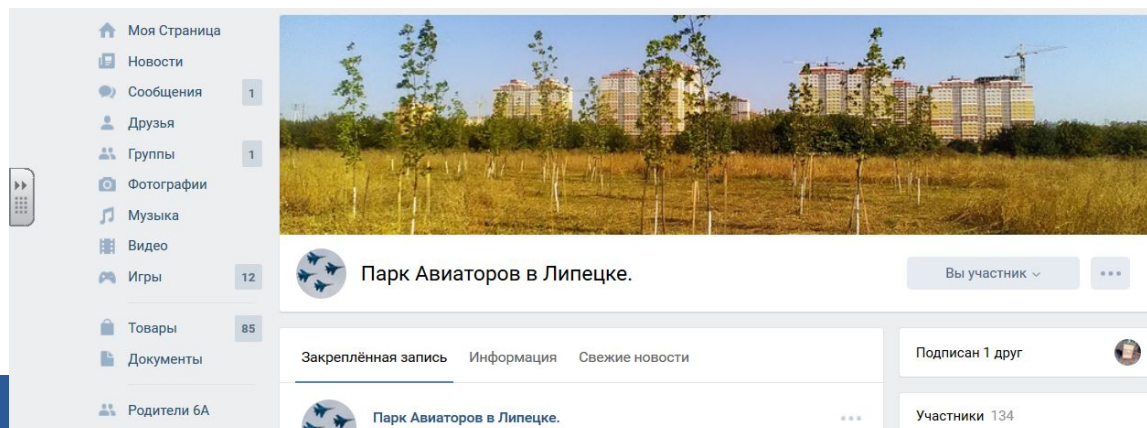 Моя Страница
Новости
Сообщения 1
Друзья
Группы 1
Фотографии
Музыка
Видео
Игры 12
Товары 85
Документы
Родители 6А
Парк Авиаторов в Липецке.
Вы участник
Закреплённая запись Информация Свежие новости
Парк Авиаторов в Липецке.
Подписан 1 друг
Участники 134